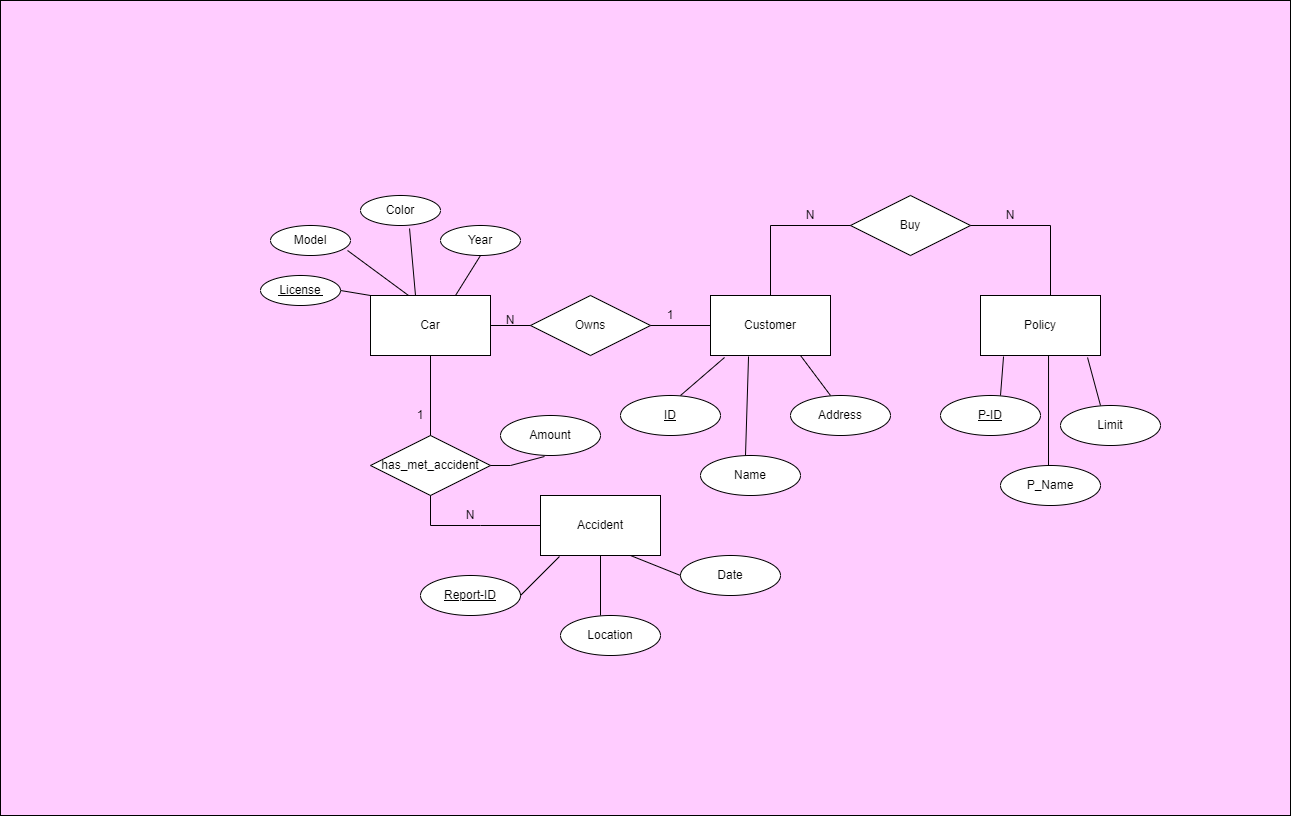 Color
Model
Year
License
Car
N
Owns
1
Customer
N
Buy
N
Policy
ID
Name
Address
P-ID
Limit
P_Name
1
Amount
has_met_accident
N
Accident
Report-ID
Location
Date